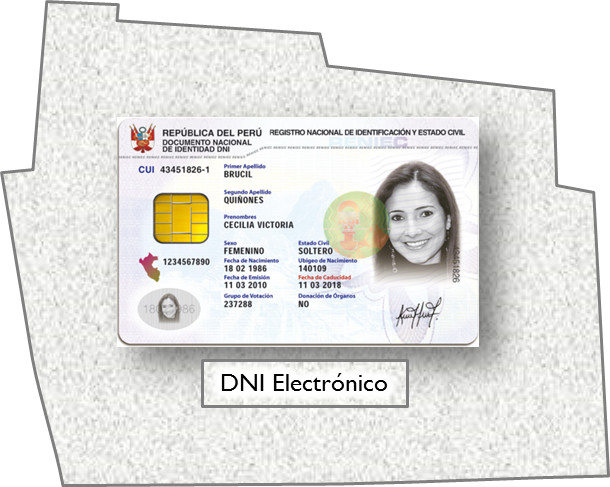 REPÚBLICA DEL PERÚ
REGISTRO NACIONAL DE IDENTIFICACIÓN Y ESTADO CIVIL
DOCUMENTO NACIONAL
DE IDENTIDAD DNI
RENIEC
CUI 43451826-1
Primer Apellido
BRUCIL
Segundo Apellido
QUIÑONES
Prenombres
CECILIA VICTORIA
Sexo Estado Civil
FEMENINO SOLTERO
1234567890
Fecha de Nacimiento Ubigeo de Nacimiento
18 02 1986 140109
Fecha de Emisión Fecha de Caducidad
11 03 2010 11 03 2018
Grupo de Votación Donación de Órganos
237288 NO
43451826
DNI Electrónico